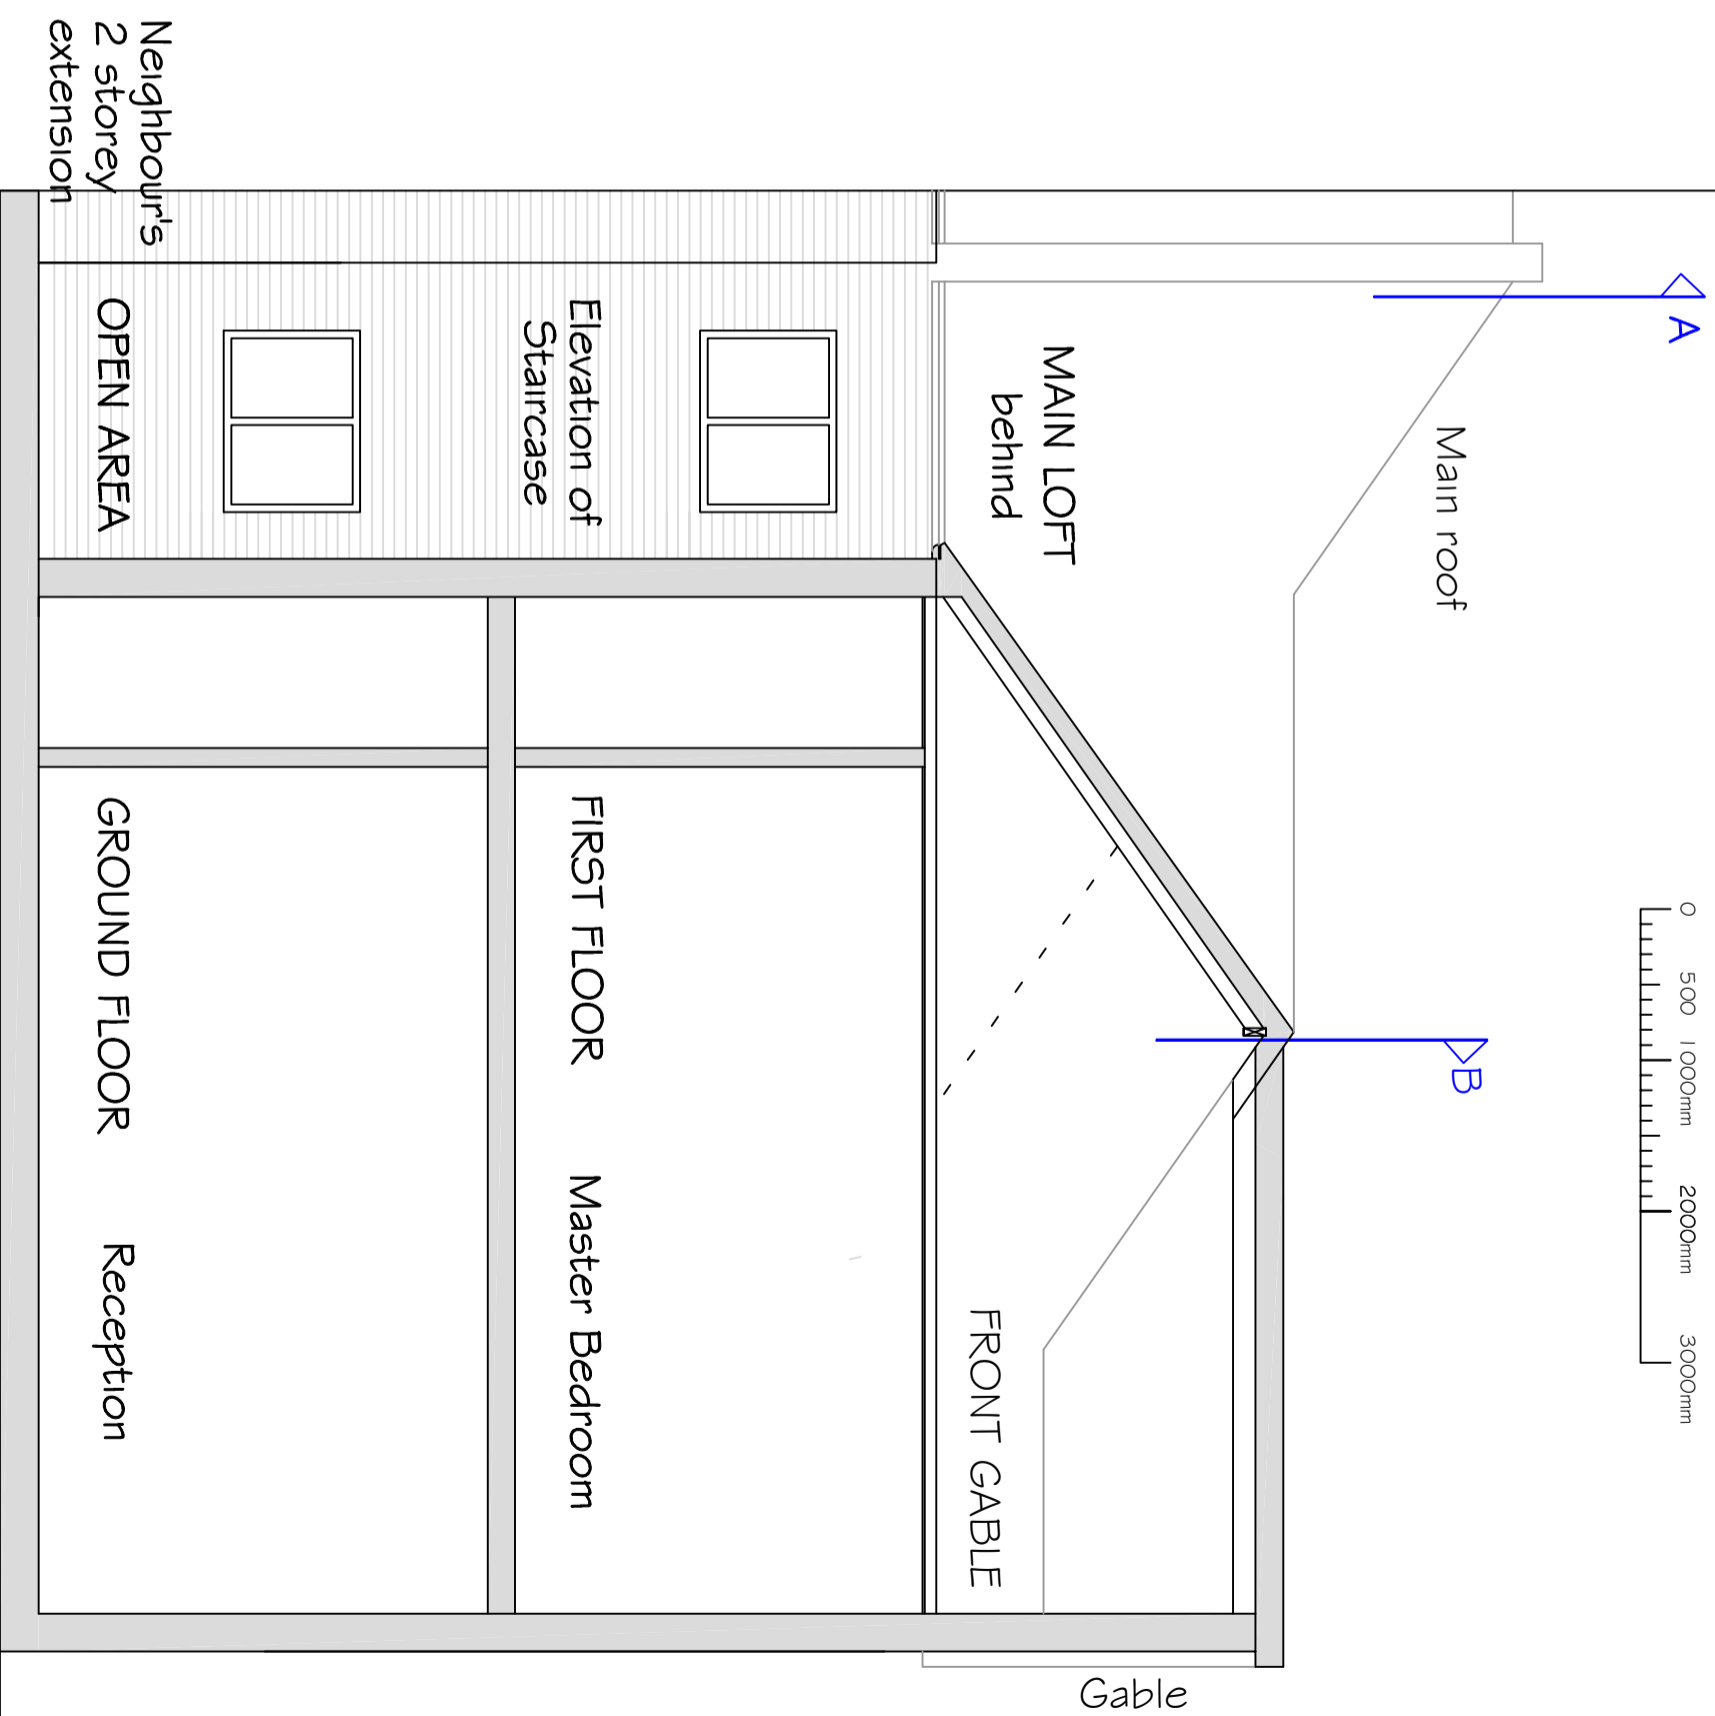 A
Main roof
B
0 500 1000mm 2000mm 3000mm
MAIN LOFT
behind
FRONT GABLE
Gable
Elevation of
Staircase
FIRST FLOOR Master Bedroom
Neighbour's
2 storey
extension
OPEN AREA
GROUND FLOOR Reception